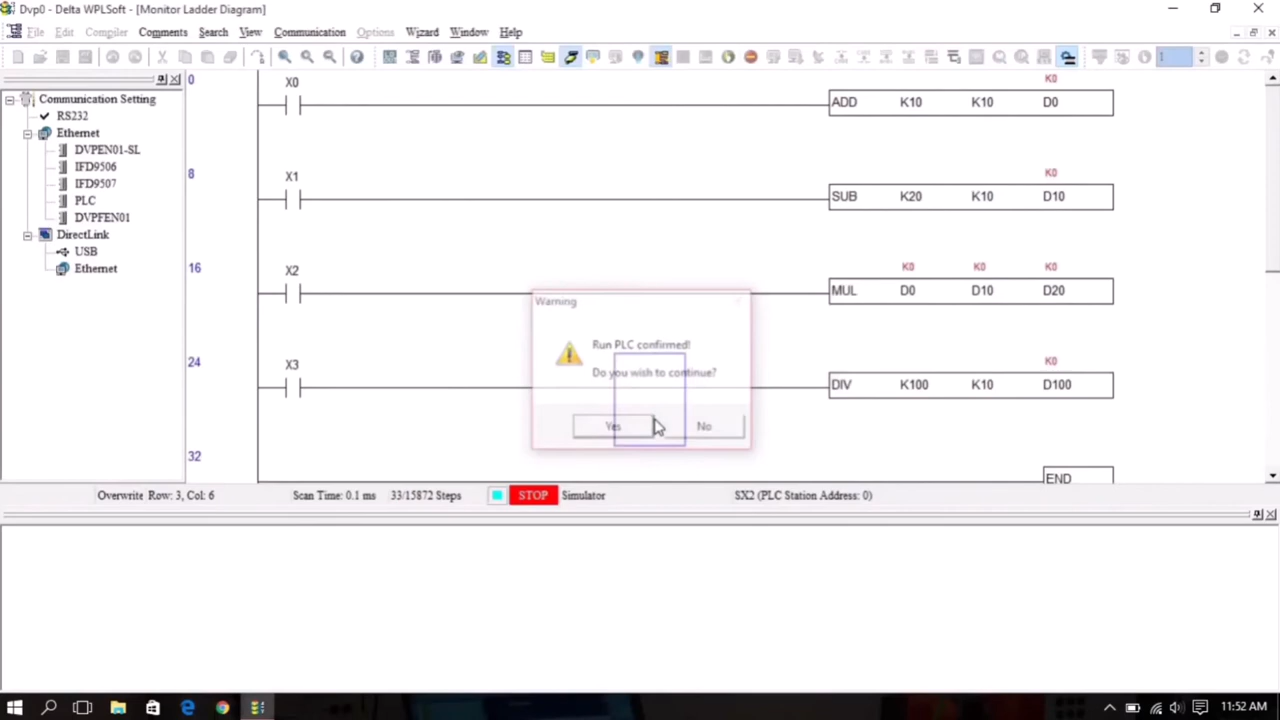 Dvp0 - Delta WPLSoft - [Monitor Ladder Diagram]
File Edit Compiler Comments Search View Communication Options Wizard Window Help
1
Communication Setting
RS232
Ethernet
DVPEN01-SL
IFD9506
IFD9507
PLC
DVPFEN01
DirectLink
USB
Ethernet
0
X0
K0
ADD K10 K10 D0
8
X1
K0
SUB K20 K10 D10
16
X2
K0 K0 K0
MUL D0 D10 D20
24
X3
K0
DIV K100 K10 D100
32
END
Warning
Run PLC confirmed!
Do you wish to continue?
Yes No
Overwrite Row: 3, Col: 6 Scan Time: 0.1 ms 33/15872 Steps STOP Simulator SX2 (PLC Station Address: 0)
11:52 AM